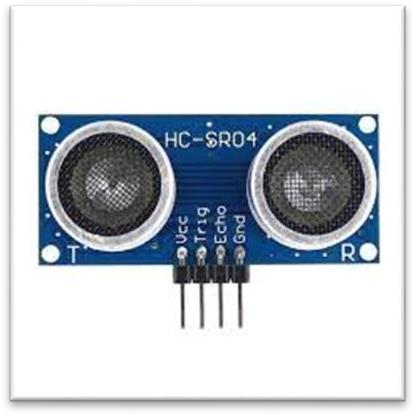 HC-SR04
Vcc
Trig
Echo
Gnd
T
R